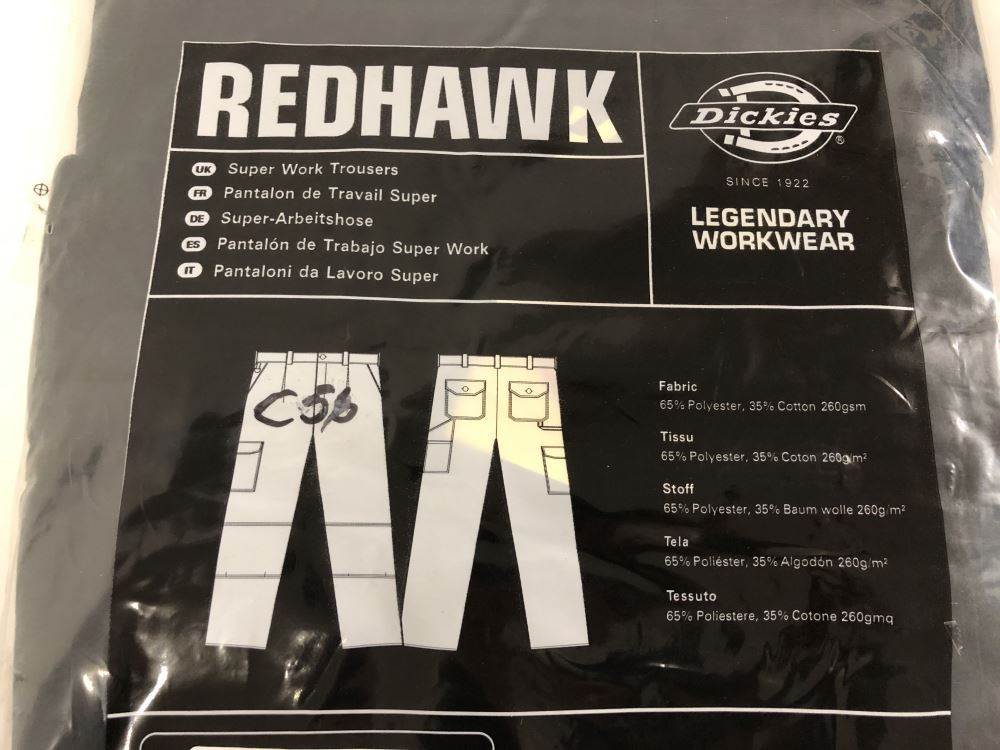 REDHAWK
UK Super Work Trousers
FR Pantalon de Travail Super
DE Super-Arbeitshose
ES Pantalón de Trabajo Super Work
IT Pantaloni da Lavoro Super
Dickies ®
SINCE 1922
LEGENDARY
WORKWEAR
C56
Fabric
65% Polyester, 35% Cotton 260gsm
Tissu
65% Polyester, 35% Coton 260g/m²
Stoff
65% Polyester, 35% Baum wolle 260g/m²
Tela
65% Poliéster, 35% Algodón 260g/m²
Tessuto
65% Poliestere, 35% Cotone 260gmq